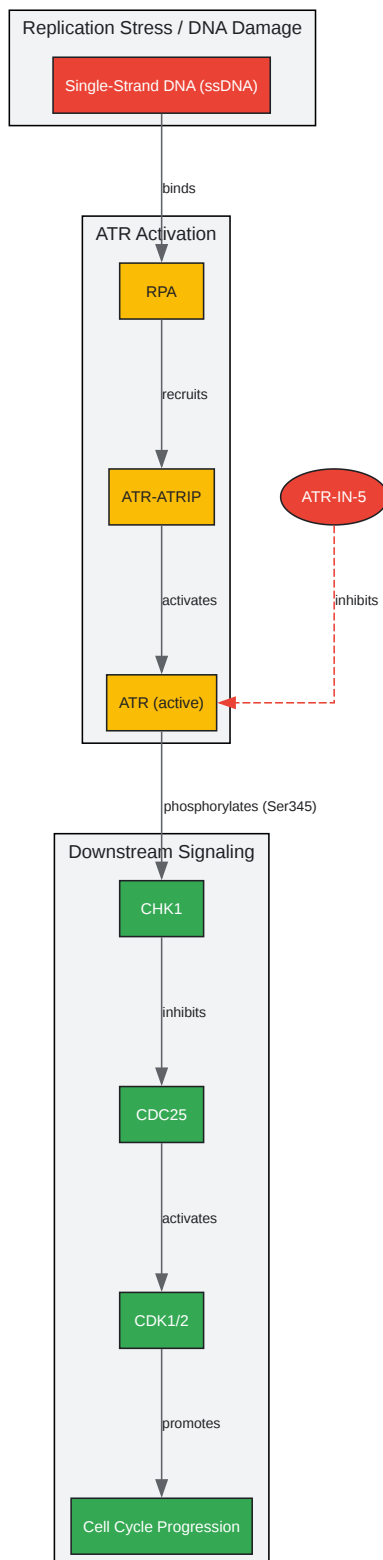 Replication Stress / DNA Damage
Single-Strand DNA (ssDNA)
binds
ATR Activation
RPA
recruits
ATR-ATRIP
ATR-IN-5
activates
inhibits
ATR (active)
phosphorylates (Ser345)
Downstream Signaling
CHK1
inhibits
CDC25
activates
CDK1/2
promotes
Cell Cycle Progression